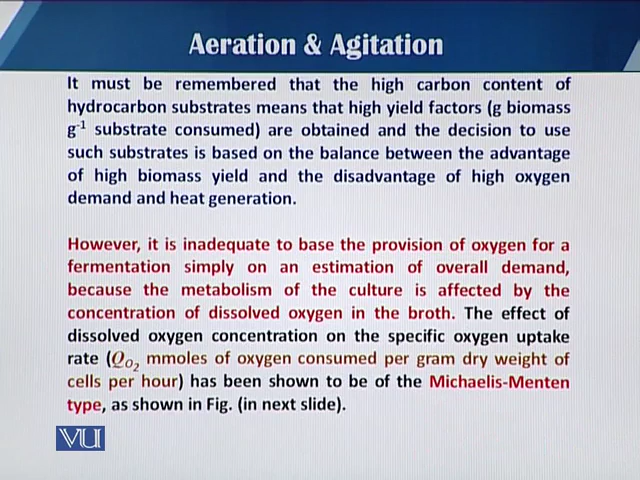 Aeration & Agitation
It must be remembered that the high carbon content of
hydrocarbon substrates means that high yield factors (g biomass
g⁻¹ substrate consumed) are obtained and the decision to use
such substrates is based on the balance between the advantage
of high biomass yield and the disadvantage of high oxygen
demand and heat generation.
However, it is inadequate to base the provision of oxygen for a
fermentation simply on an estimation of overall demand,
because the metabolism of the culture is affected by the
concentration of dissolved oxygen in the broth. The effect of
dissolved oxygen concentration on the specific oxygen uptake
rate (Q_O₂ mmoles of oxygen consumed per gram dry weight of
cells per hour) has been shown to be of the Michaelis-Menten
type, as shown in Fig. (in next slide).
VU